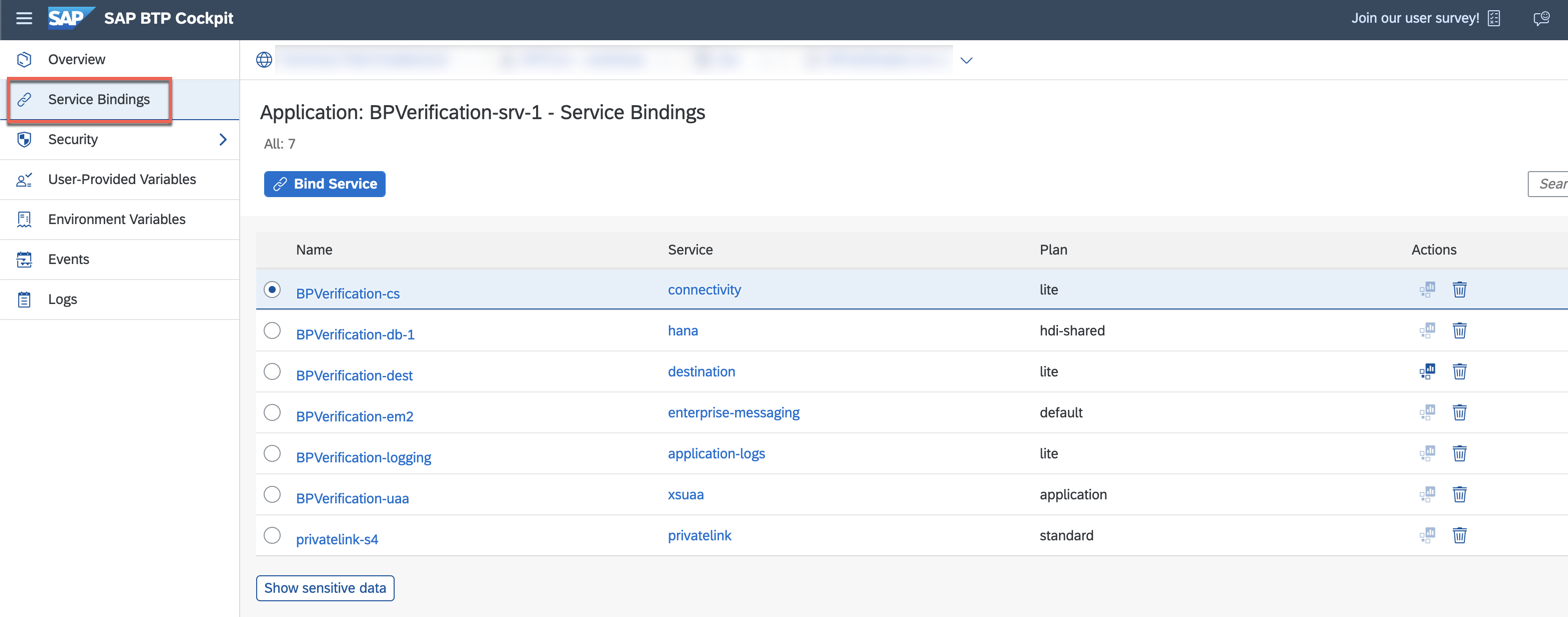 SAP SAP BTP Cockpit Join our user survey!
Overview
Service Bindings
Security
User-Provided Variables
Environment Variables
Events
Logs
Application: BPVerification-srv-1 - Service Bindings
All: 7
Bind Service
Sear
Name Service Plan Actions
BPVerification-cs connectivity lite
BPVerification-db-1 hana hdi-shared
BPVerification-dest destination lite
BPVerification-em2 enterprise-messaging default
BPVerification-logging application-logs lite
BPVerification-uaa xsuaa application
privatelink-s4 privatelink standard
Show sensitive data